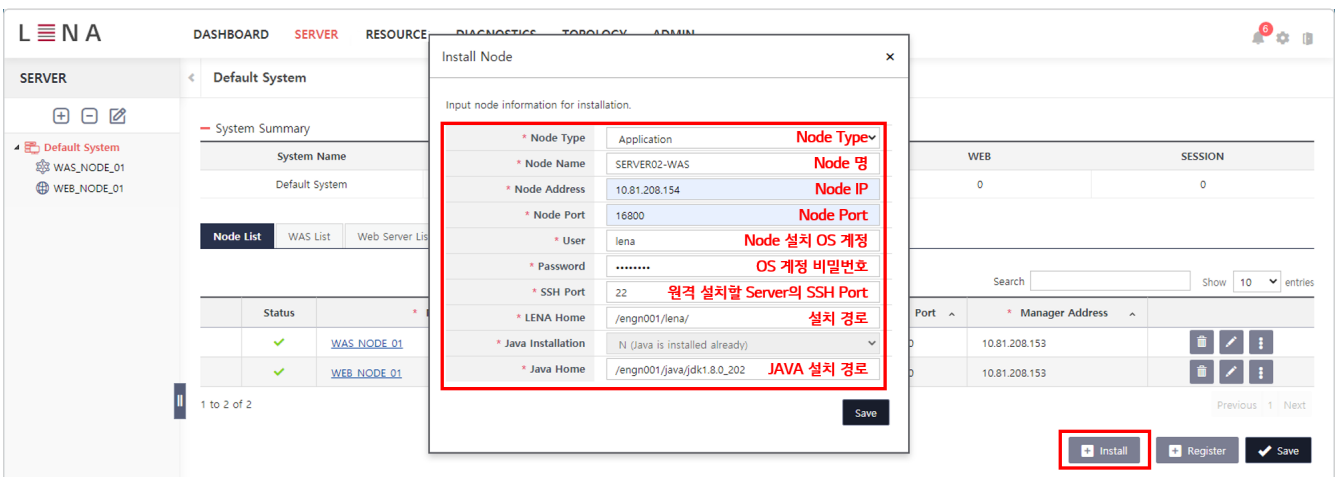 LENA
DASHBOARD SERVER RESOURCE DIAGNOSTICS TOPOLOGY ADMIN
6
SERVER
Default System
Default System
WAS_NODE_01
WEB_NODE_01
System Summary
System Name WEB SESSION
Default System 0 0
Node List WAS List Web Server Lis
Search Show 10 entries
Status Port * Manager Address
WAS_NODE_01 10.81.208.153
WEB_NODE_01 10.81.208.153
1 to 2 of 2
Previous 1 Next
Install Register Save
Install Node ×
Input node information for installation.
* Node Type Application Node Type
* Node Name SERVER02-WAS Node 명
* Node Address 10.81.208.154 Node IP
* Node Port 16800 Node Port
* User lena Node 설치 OS 계정
* Password •••••••• OS 계정 비밀번호
* SSH Port 22 원격 설치할 Server의 SSH Port
* LENA Home /engn001/lena/ 설치 경로
* Java Installation N (Java is installed already)
* Java Home /engn001/java/jdk1.8.0_202 JAVA 설치 경로
Save